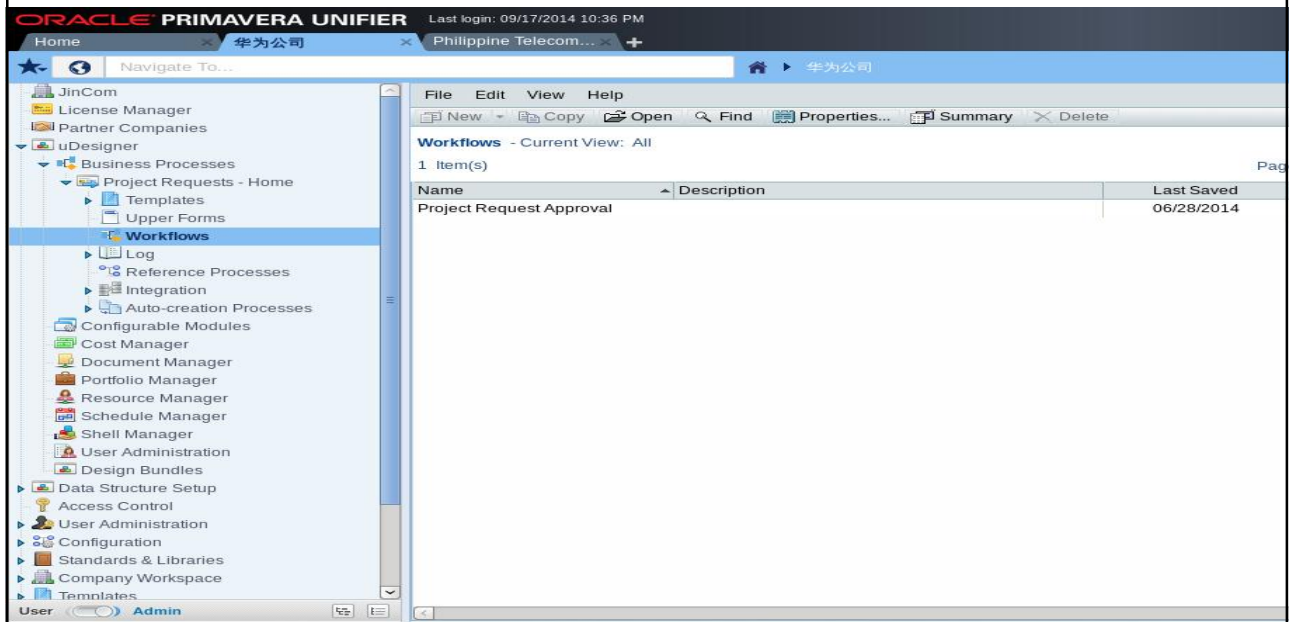 ORACLE PRIMAVERA UNIFIER Last login: 09/17/2014 10:36 PM
Home 华为公司 Philippine Telecom...
Navigate To... 华为公司
JinCom
License Manager
Partner Companies
uDesigner
Business Processes
Project Requests - Home
Templates
Upper Forms
Workflows
Log
Reference Processes
Integration
Auto-creation Processes
Configurable Modules
Cost Manager
Document Manager
Portfolio Manager
Resource Manager
Schedule Manager
Shell Manager
User Administration
Design Bundles
Data Structure Setup
Access Control
User Administration
Configuration
Standards & Libraries
Company Workspace
Templates
User Admin
File Edit View Help
New Copy Open Find Properties... Summary Delete
Workflows - Current View: All
1 Item(s) Pag
Name Description Last Saved
Project Request Approval 06/28/2014